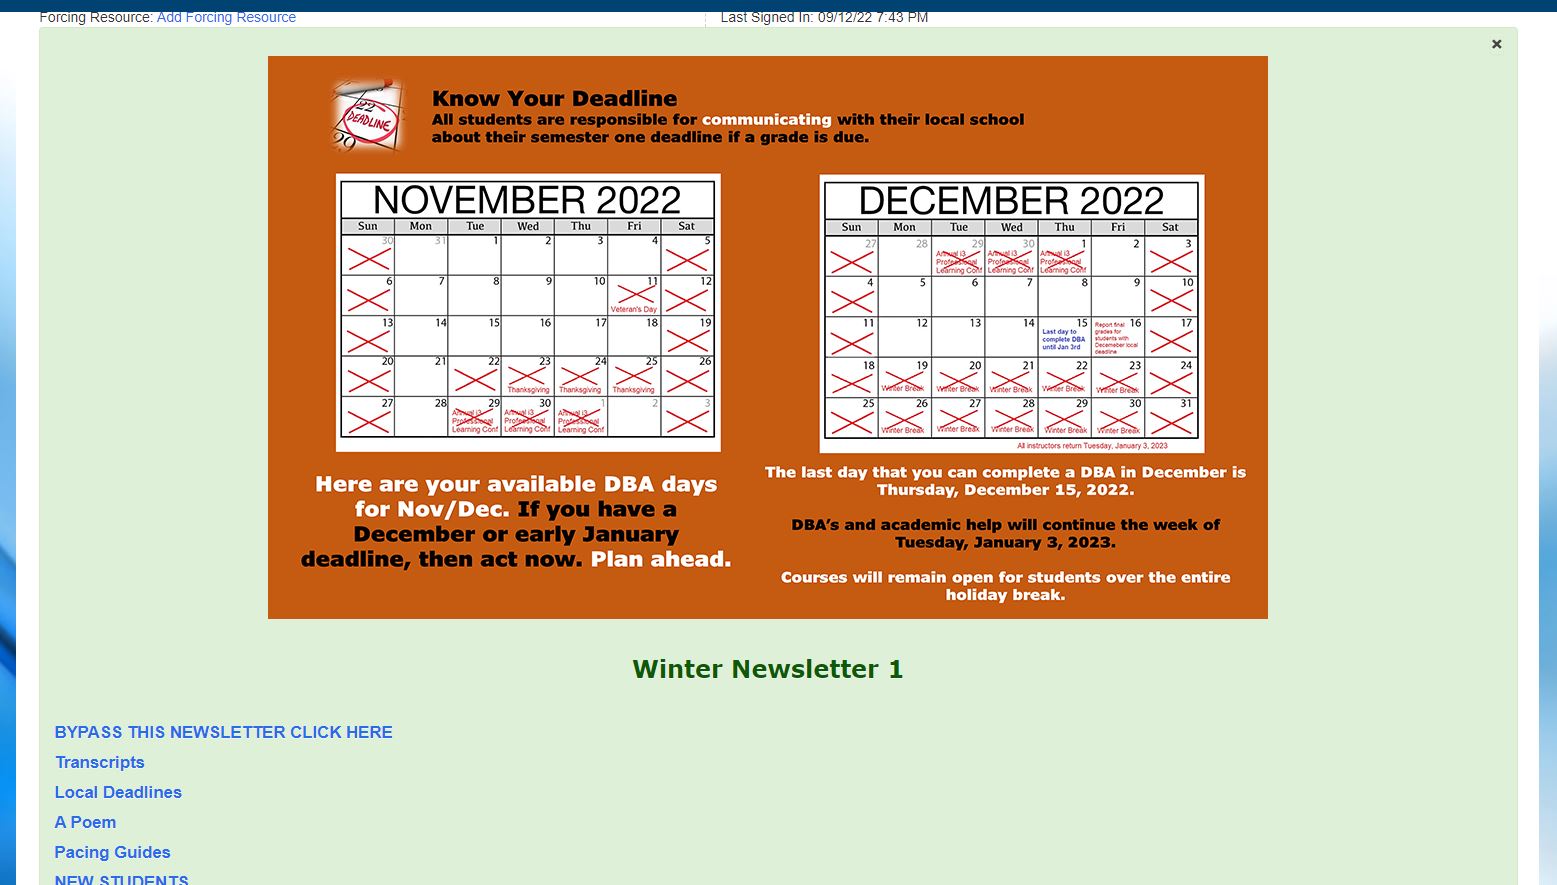 Forcing Resource: Add Forcing Resource
Last Signed In: 09/12/22 7:43 PM
×
22
DEADLINE
Know Your Deadline
All students are responsible for communicating with their local school
about their semester one deadline if a grade is due.
NOVEMBER 2022
Sun Mon Tue Wed Thu Fri Sat
30 31 1 2 3 4 5
6 7 8 9 10 11 12
Veteran's Day
13 14 15 16 17 18 19
20 21 22 23 24 25 26
Thanksgiving Thanksgiving Thanksgiving
27 28 29 30 1 2 3
Annual i3 Annual i3 Annual i3
Professional Professional Professional
Learning Conf Learning Conf Learning Conf
DECEMBER 2022
Sun Mon Tue Wed Thu Fri Sat
27 28 29 30 1 2 3
Annual i3 Annual i3 Annual i3
Professional Professional Professional
Learning Conf Learning Conf Learning Conf
4 5 6 7 8 9 10
11 12 13 14 15 16 17
Last day to
complete DBA
until Jan 3rd
Report final
grades for
students with
Decemeber local
deadline
18 19 20 21 22 23 24
Winter Break Winter Break Winter Break Winter Break Winter Break
25 26 27 28 29 30 31
Winter Break Winter Break Winter Break Winter Break Winter Break
All instructors return Tuesday, January 3, 2023
Here are your available DBA days
for Nov/Dec. If you have a
December or early January
deadline, then act now. Plan ahead.
The last day that you can complete a DBA in December is
Thursday, December 15, 2022.
DBA's and academic help will continue the week of
Tuesday, January 3, 2023.
Courses will remain open for students over the entire
holiday break.
Winter Newsletter 1
BYPASS THIS NEWSLETTER CLICK HERE
Transcripts
Local Deadlines
A Poem
Pacing Guides
NEW STUDENTS